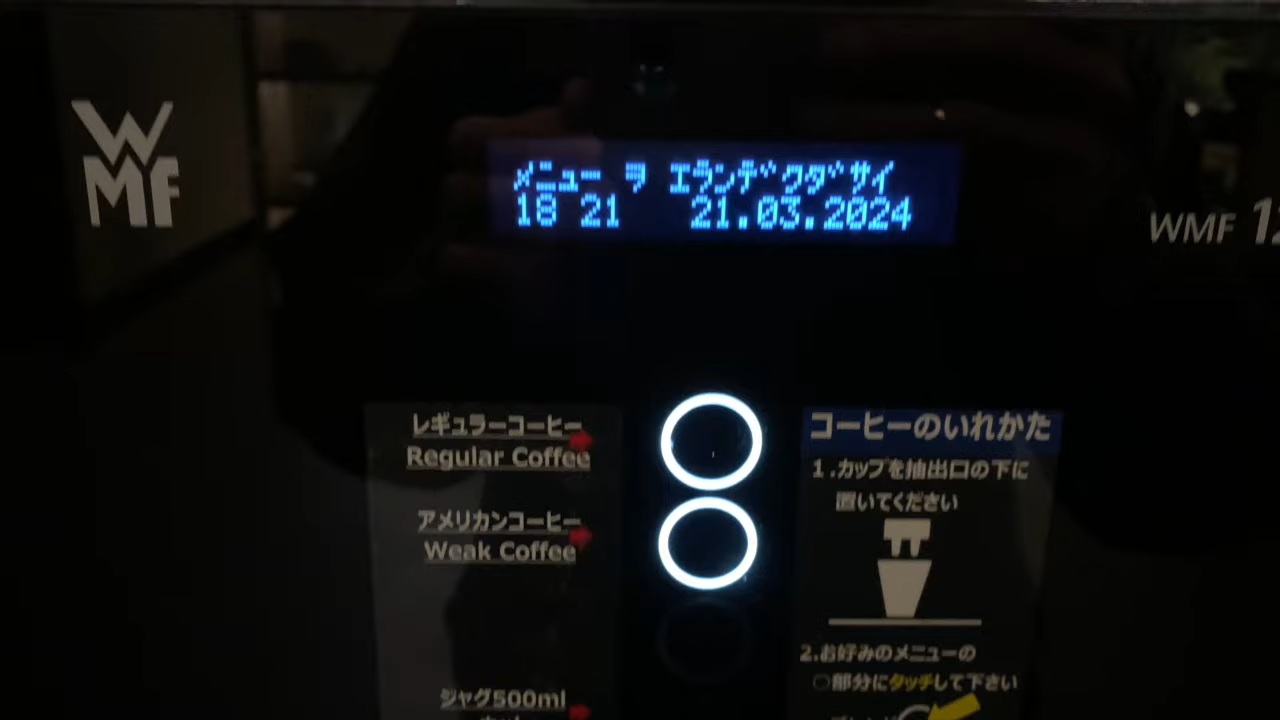 WMF
メニュー ヲ エランデクダサイ
18 21 21.03.2024
WMF
レギュラーコーヒー
Regular Coffee
アメリカンコーヒー
Weak Coffee
ジャグ500ml
コーヒーのいれかた
1.カップを抽出口の下に
置いてください
2.お好みのメニューの
○部分にタッチして下さい